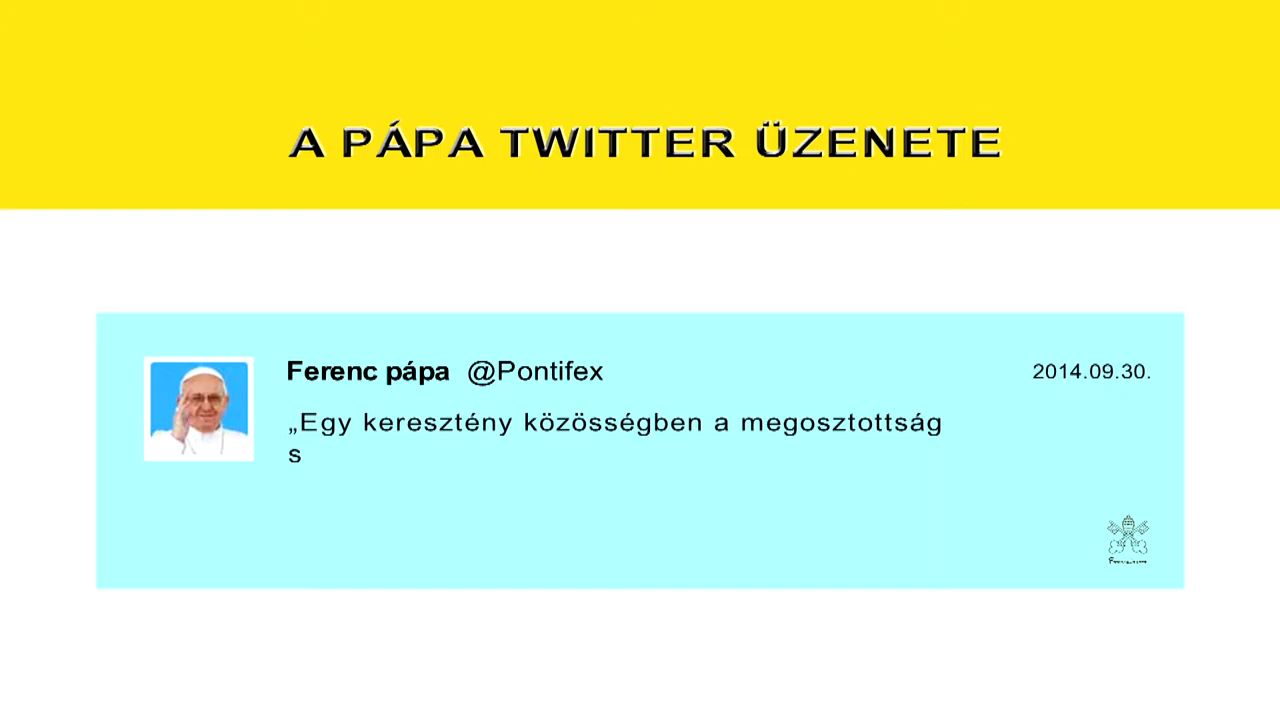 A PÁPA TWITTER ÜZENETE
Ferenc pápa @Pontifex
2014.09.30.
„Egy keresztény közösségben a megosztottság
s